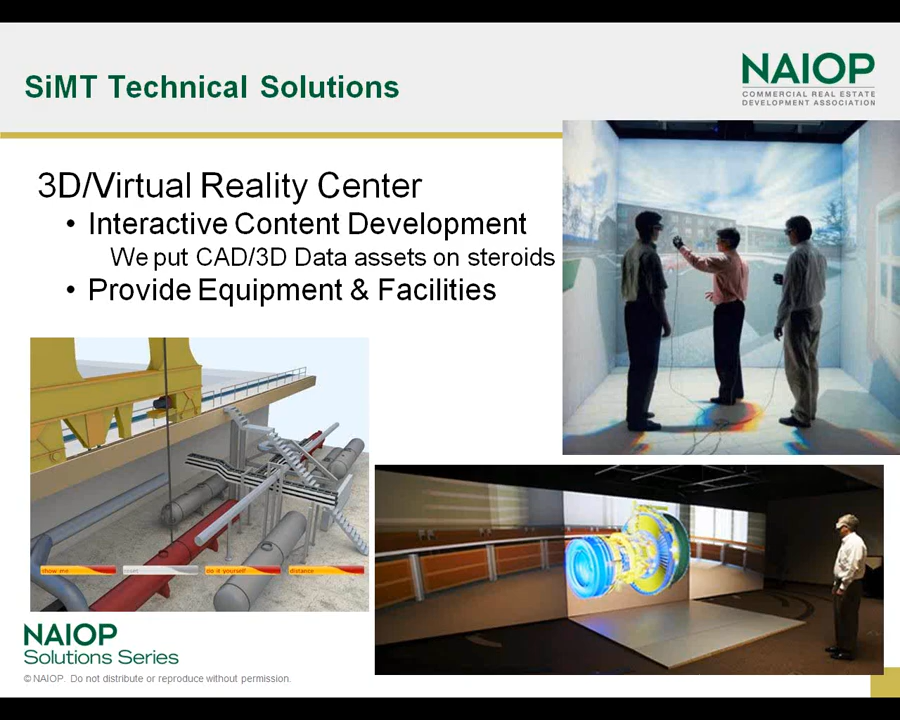 SiMT Technical Solutions
NAIOP
COMMERCIAL REAL ESTATE
DEVELOPMENT ASSOCIATION
3D/Virtual Reality Center
• Interactive Content Development
We put CAD/3D Data assets on steroids
• Provide Equipment & Facilities
show me
reset
do it yourself
distance
NAIOP
Solutions Series
© NAIOP. Do not distribute or reproduce without permission.